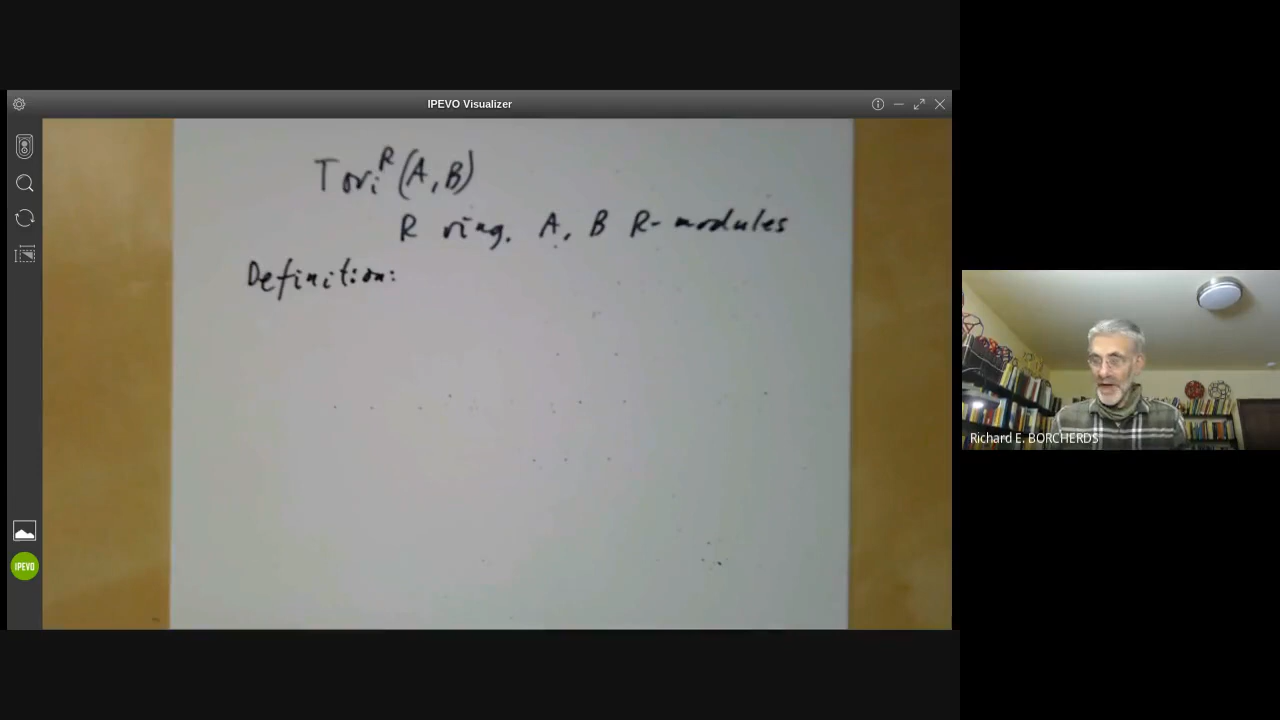 IPEVO Visualizer
Tor_i^R (A, B)
R ring. A, B R-modules
Definition:
IPEVO
Richard E. BORCHERDS